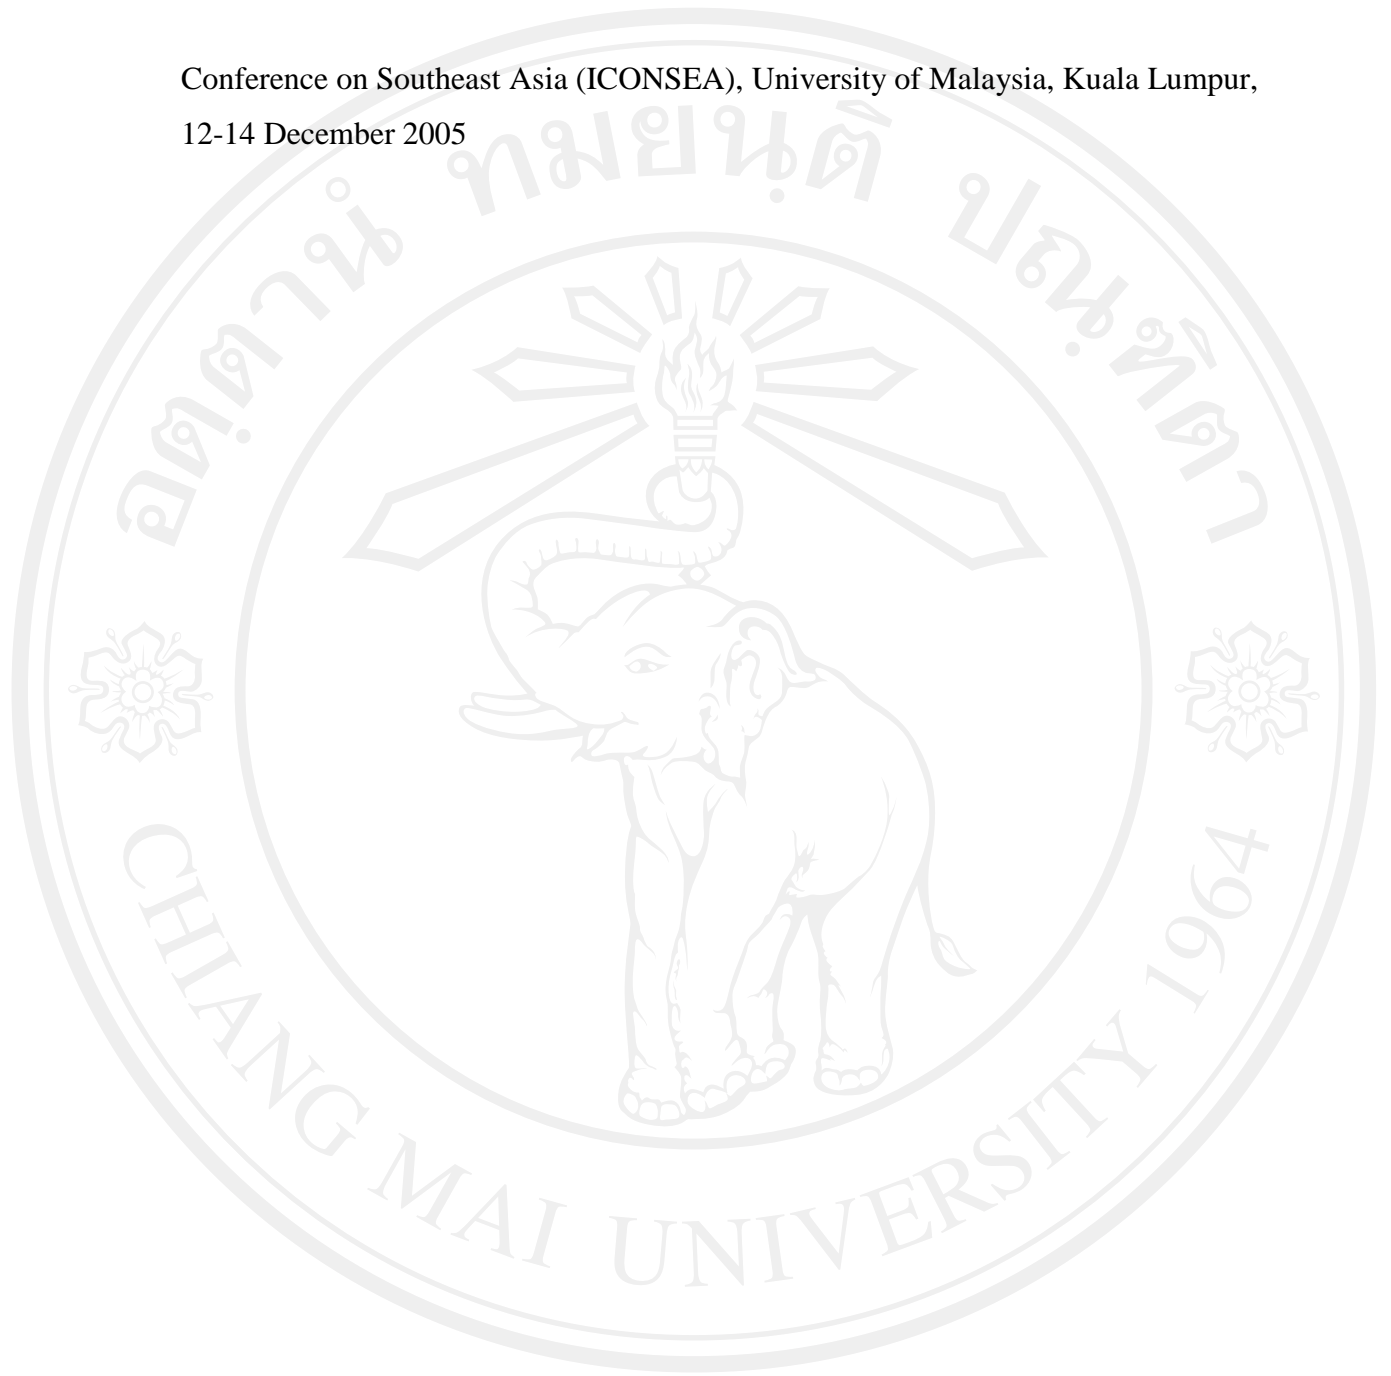 Conference on Southeast Asia (ICONSEA), University of Malaysia, Kuala Lumpur,
12-14 December 2005
อตฺตานํ ทมยนฺติ ปณฺฑิตา
CHIANG MAI UNIVERSITY 1964